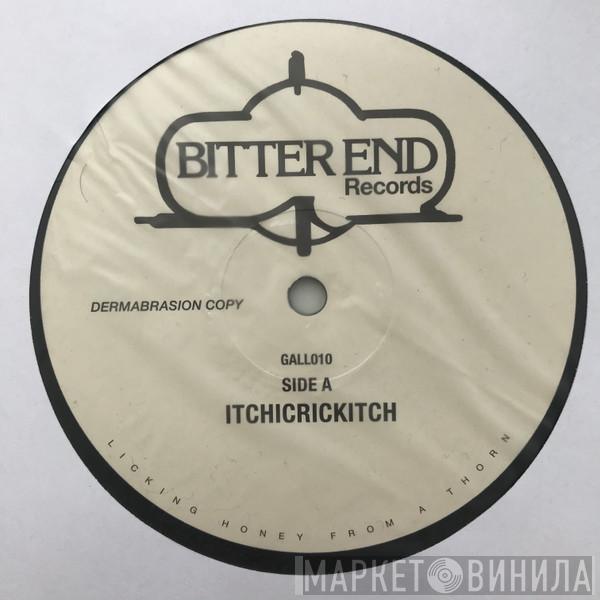 BITTER END
Records
DERMABRASION COPY
GALL010
SIDE A
ITCHICRICKITCH
LICKING HONEY FROM A THORN
МАРКЕТ ВИНИЛА